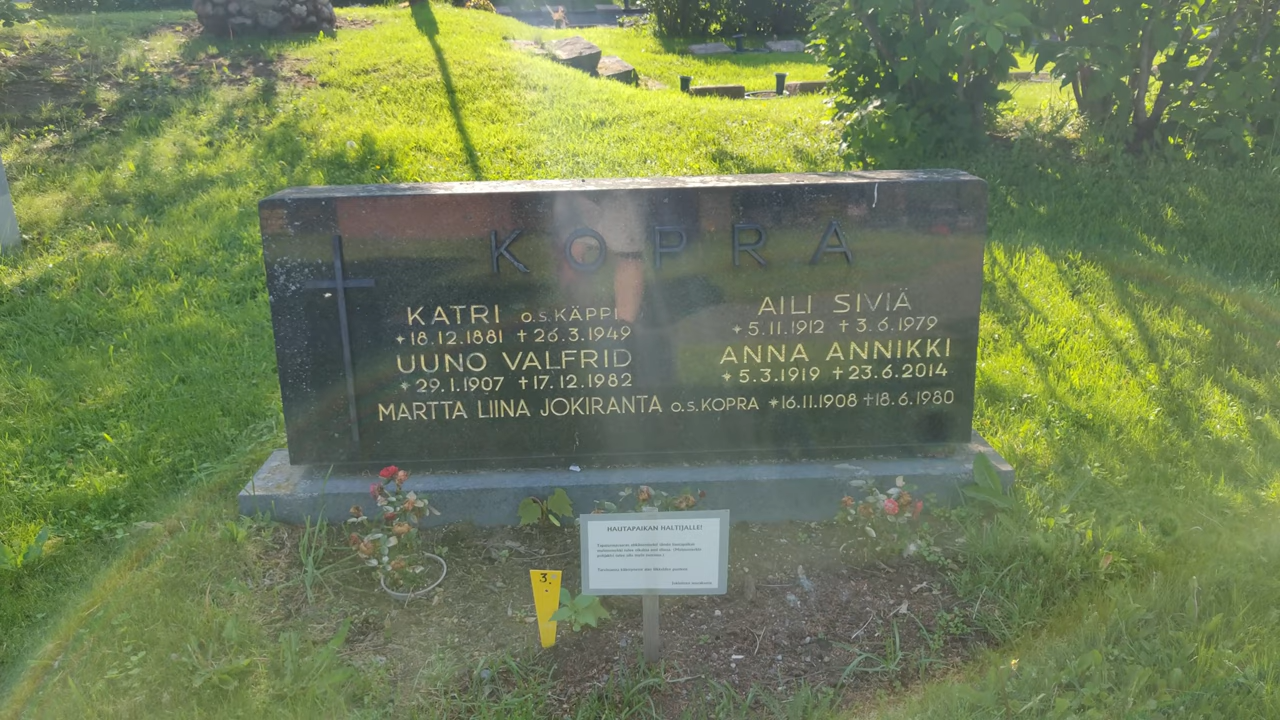 KOPRA
KATRI O.S. KÄPPI
*18.12.1881 †26.3.1949
UUNO VALFRID
*29.1.1907 †17.12.1982
AILI SIVIÄ
*5.11.1912 †3.6.1979
ANNA ANNIKKI
*5.3.1919 †23.6.2014
MARTTA LIINA JOKIRANTA O.S. KOPRA *16.11.1908 †18.6.1980
HAUTAPAIKAN HALTIJALLE!
3.